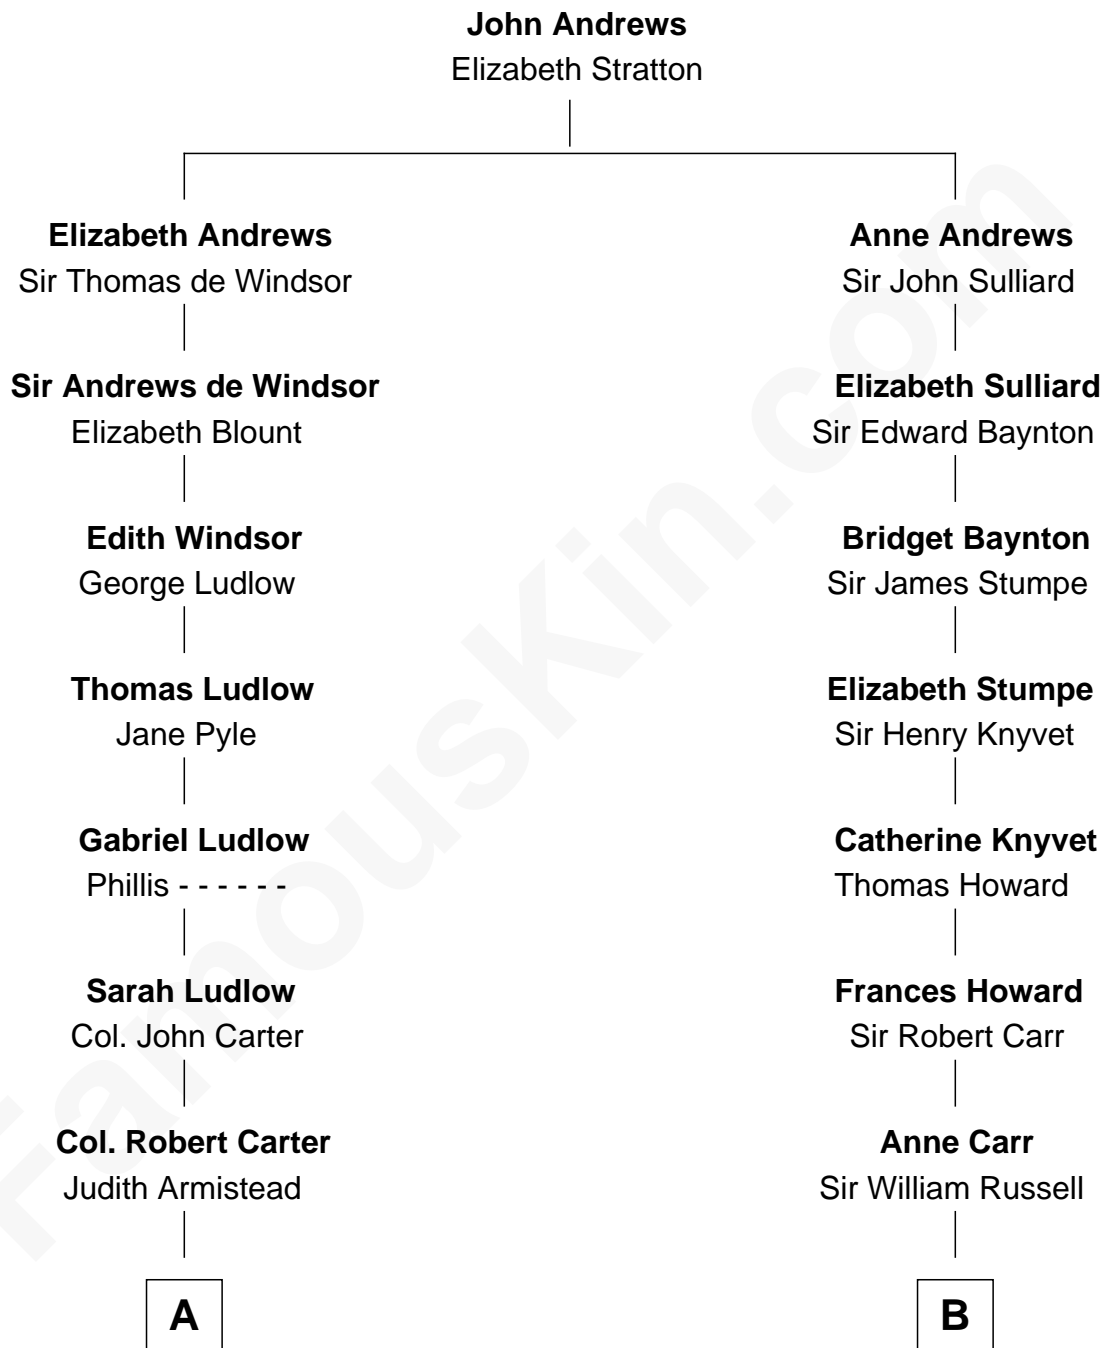 John Andrews
Elizabeth Stratton
Elizabeth Andrews
Sir Thomas de Windsor
Anne Andrews
Sir John Sulliard
Sir Andrews de Windsor
Elizabeth Blount
Elizabeth Sulliard
Sir Edward Baynton
Edith Windsor
George Ludlow
Bridget Baynton
Sir James Stumpe
Thomas Ludlow
Jane Pyle
Elizabeth Stumpe
Sir Henry Knyvet
Gabriel Ludlow
Phillis - - - - - -
Catherine Knyvet
Thomas Howard
Sarah Ludlow
Col. John Carter
Frances Howard
Sir Robert Carr
Col. Robert Carter
Judith Armistead
Anne Carr
Sir William Russell
A
B
FamousKin.com